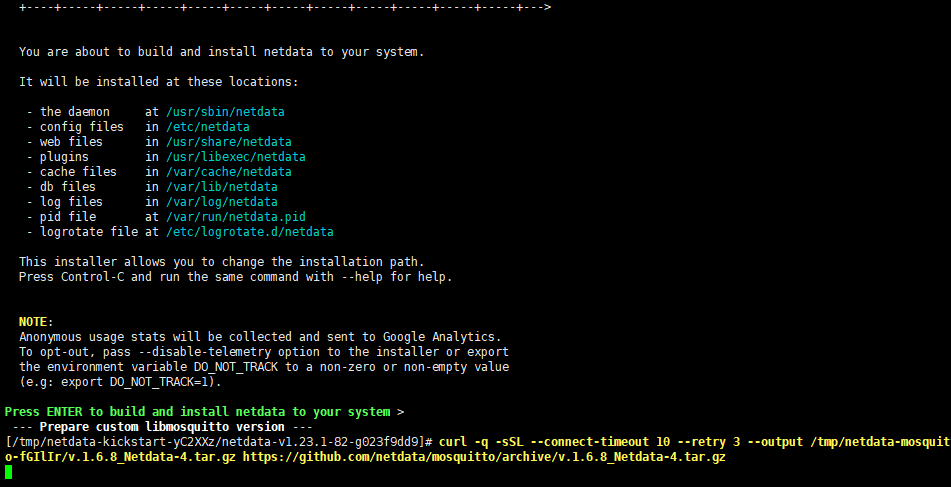 +----+-----+-----+-----+-----+-----+-----+-----+-----+-----+-----+-----+--->
You are about to build and install netdata to your system.
It will be installed at these locations:
- the daemon     at /usr/sbin/netdata
- config files   in /etc/netdata
- web files      in /usr/share/netdata
- plugins        in /usr/libexec/netdata
- cache files    in /var/cache/netdata
- db files       in /var/lib/netdata
- log files      in /var/log/netdata
- pid file       at /var/run/netdata.pid
- logrotate file at /etc/logrotate.d/netdata
This installer allows you to change the installation path.
Press Control-C and run the same command with --help for help.
NOTE:
Anonymous usage stats will be collected and sent to Google Analytics.
To opt-out, pass --disable-telemetry option to the installer or export
the environment variable DO_NOT_TRACK to a non-zero or non-empty value
(e.g: export DO_NOT_TRACK=1).
Press ENTER to build and install netdata to your system >
--- Prepare custom libmosquitto version ---
[/tmp/netdata-kickstart-yC2XXz/netdata-v1.23.1-82-g023f9dd9]# curl -q -sSL --connect-timeout 10 --retry 3 --output /tmp/netdata-mosquit
o-fGIlIr/v.1.6.8_Netdata-4.tar.gz https://github.com/netdata/mosquitto/archive/v.1.6.8_Netdata-4.tar.gz